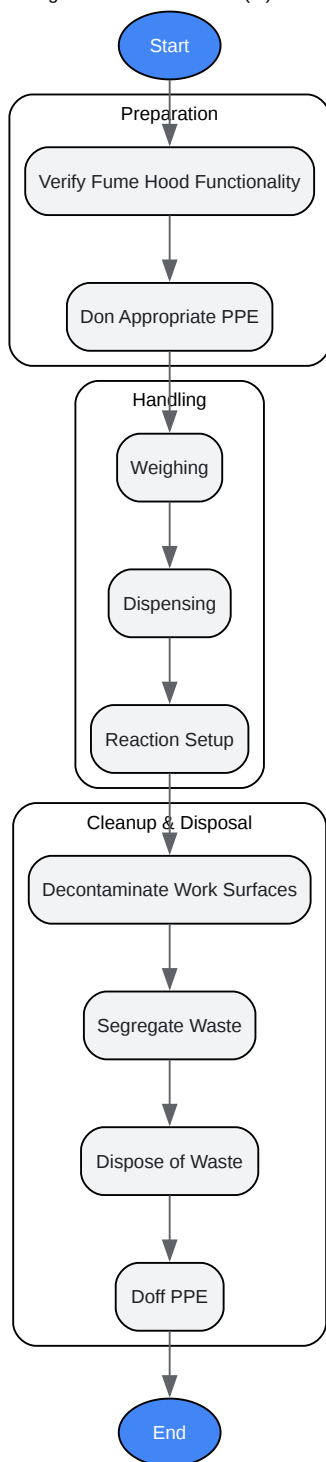 Start
Preparation
Verify Fume Hood Functionality
Don Appropriate PPE
Handling
Weighing
Dispensing
Reaction Setup
Cleanup & Disposal
Decontaminate Work Surfaces
Segregate Waste
Dispose of Waste
Doff PPE
End